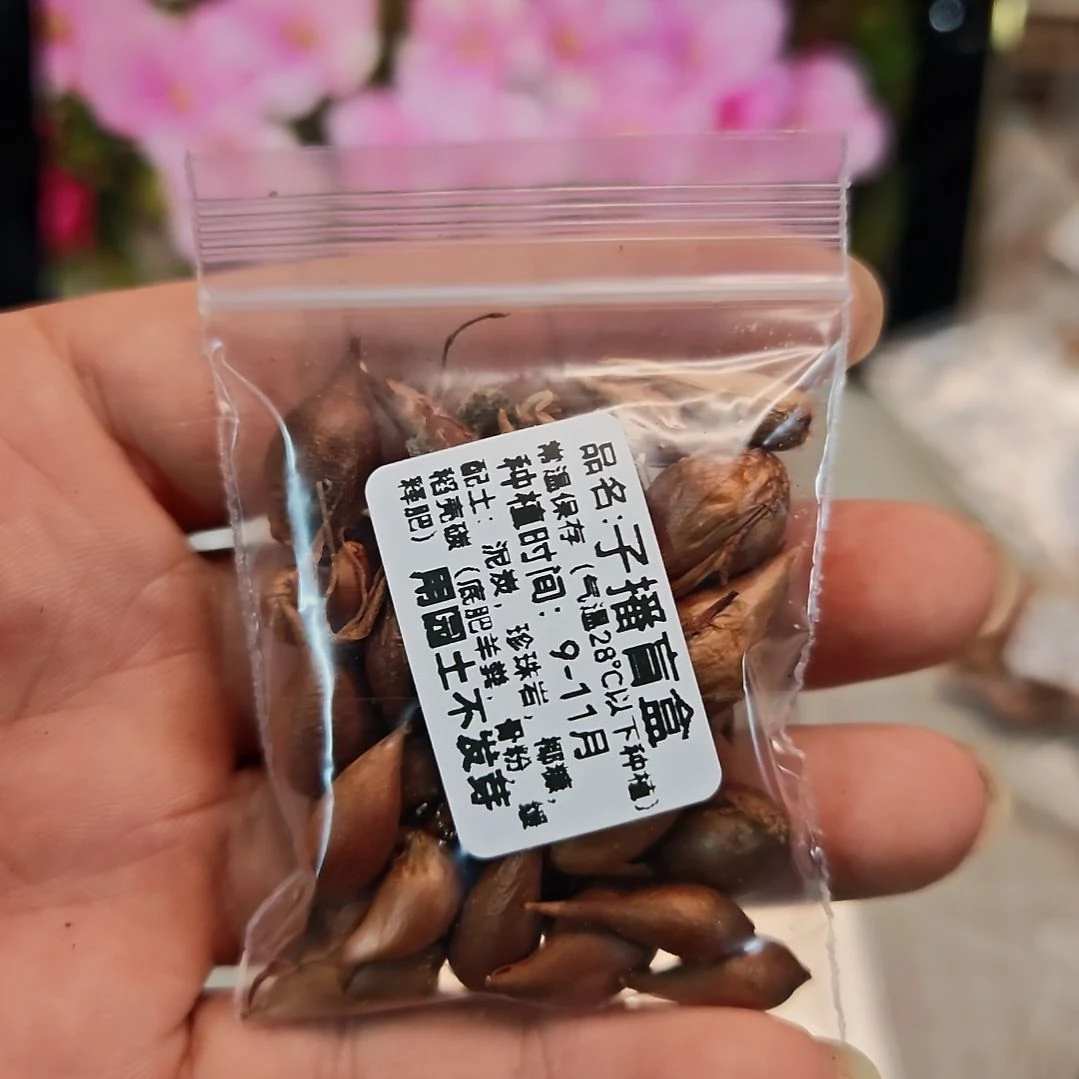 品名:子播盲盒
常温保存（气温28℃以下种植）
种植时间：9-11月
配土：泥炭、珍珠岩、椰糠、
稻壳碳（底肥羊粪、骨粉、缓
释肥）
用园土不发芽